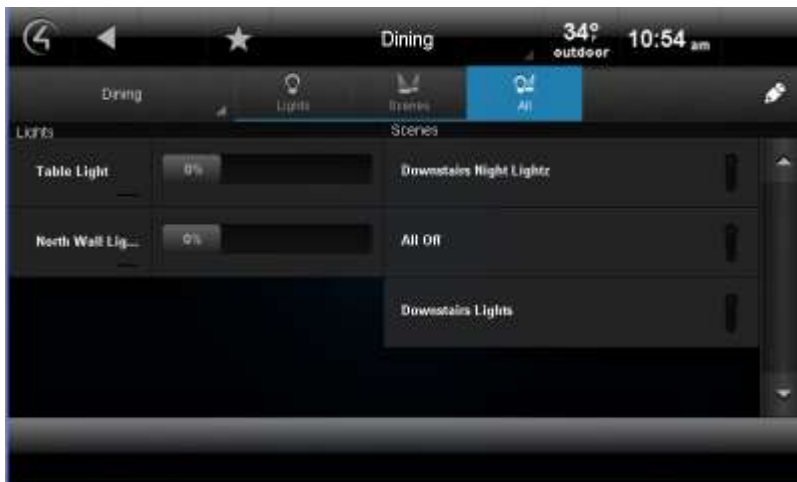 Dining
34°F
outdoor
10:54 am
Dining
Lights
Scenes
All
Lights
Scenes
Table Light
0%
Downstairs Night Lightz
North Wall Lig...
0%
All Off
Downstairs Lights